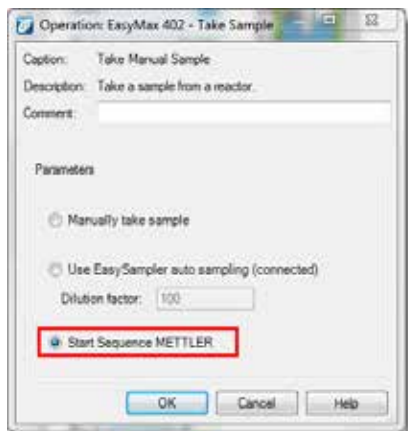 Operation: EasyMax 402 - Take Sample
Caption: Take Manual Sample
Description: Take a sample from a reactor.
Comment:
Parameters
Manually take sample
Use EasySampler auto sampling (connected)
Dilution factor: 100
Start Sequence METTLER
OK Cancel Help